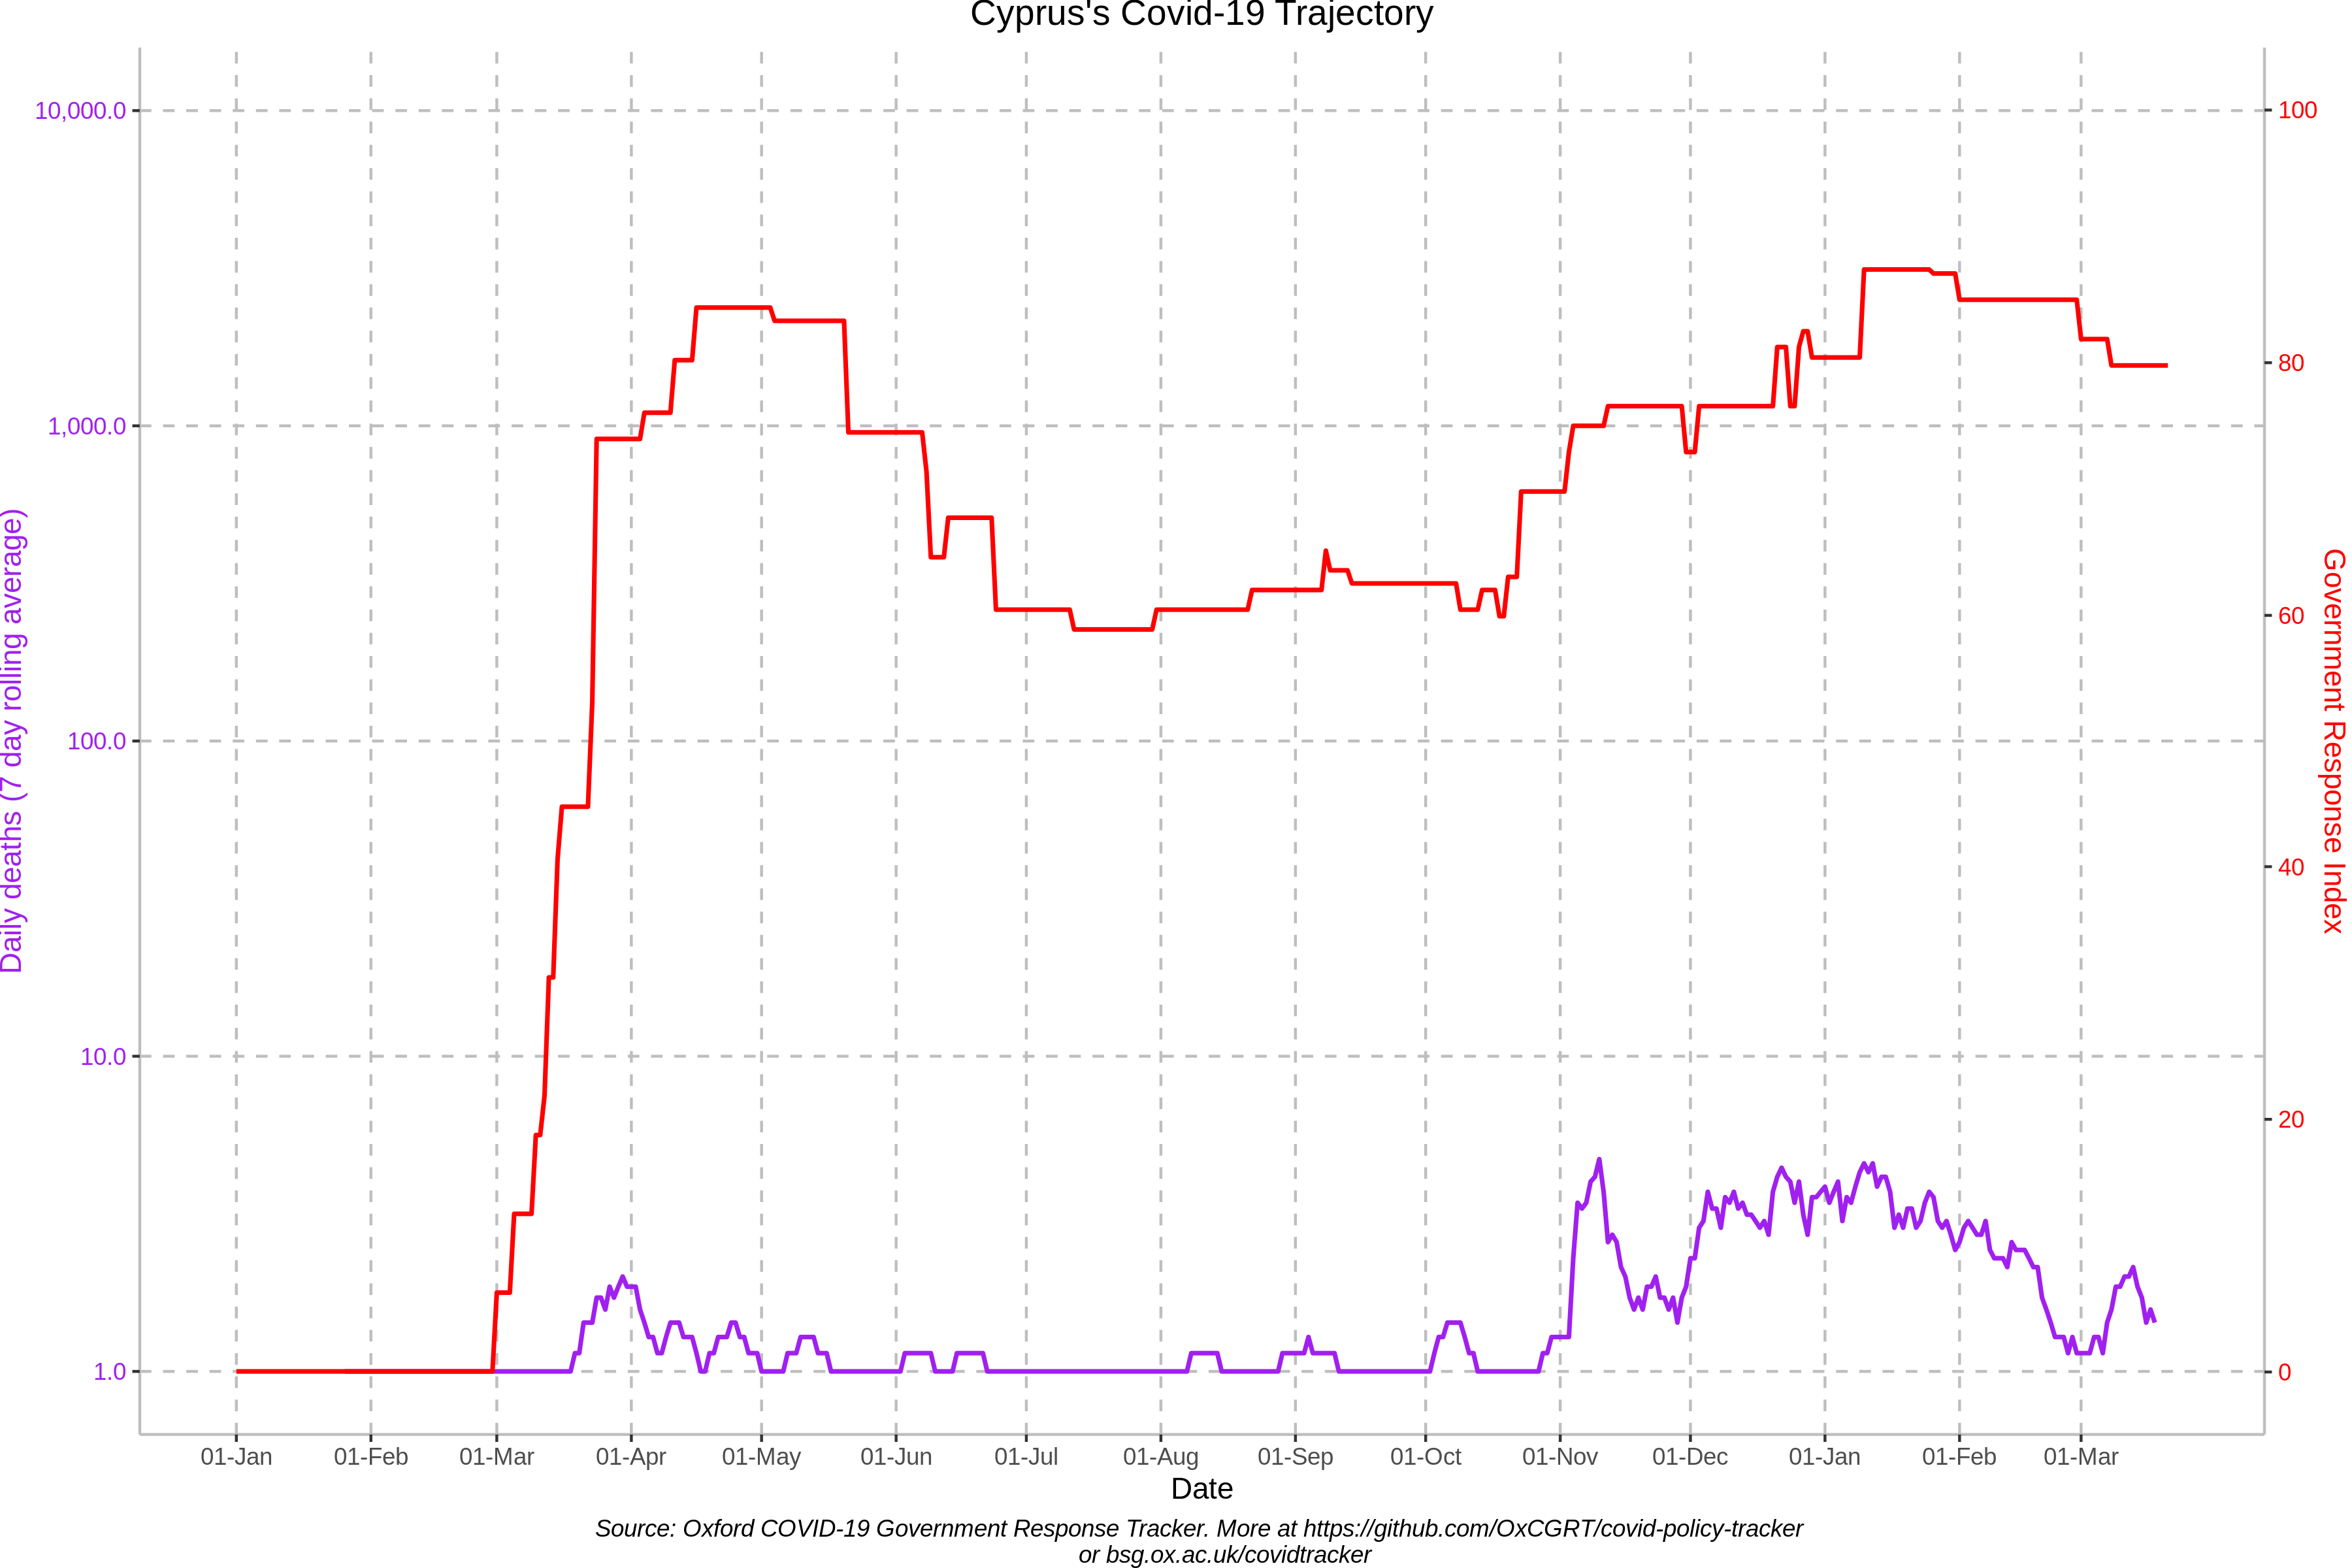 Cyprus's Covid-19 Trajectory
10,000.0
1,000.0
100.0
10.0
1.0
Daily deaths (7 day rolling average)
100
80
60
40
20
0
Government Response Index
01-Jan 01-Feb 01-Mar 01-Apr 01-May 01-Jun 01-Jul 01-Aug 01-Sep 01-Oct 01-Nov 01-Dec 01-Jan 01-Feb 01-Mar
Date
Source: Oxford COVID-19 Government Response Tracker. More at https://github.com/OxCGRT/covid-policy-tracker
or bsg.ox.ac.uk/covidtracker